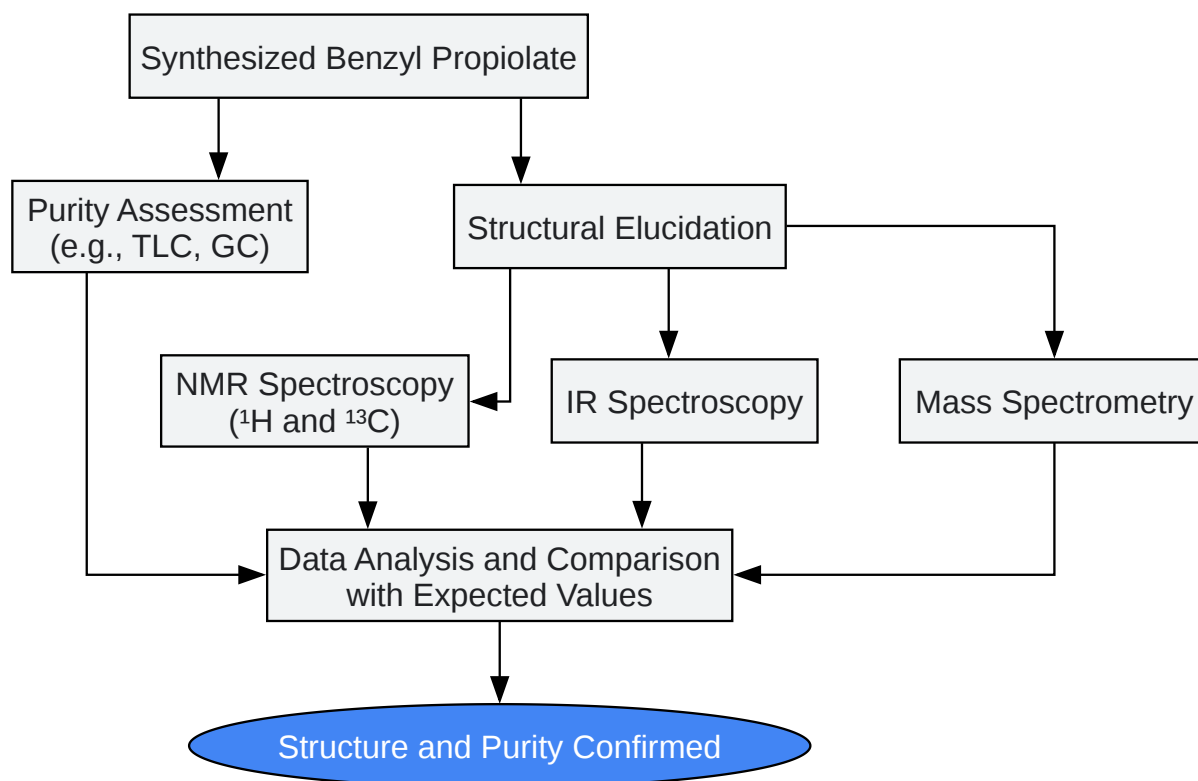 Synthesized Benzyl Propiolate
Purity Assessment
(e.g., TLC, GC)
Structural Elucidation
NMR Spectroscopy
(¹H and ¹³C)
IR Spectroscopy
Mass Spectrometry
Data Analysis and Comparison
with Expected Values
Structure and Purity Confirmed